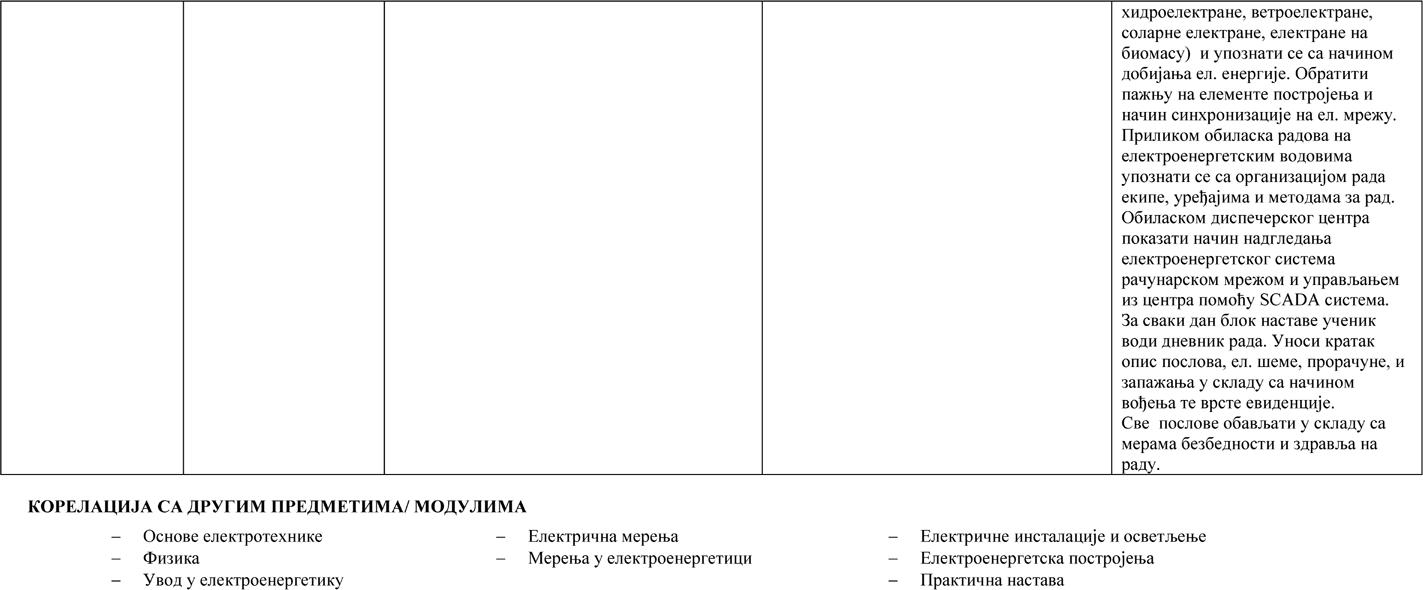 хидроелектране, ветроелектране,
соларне електране, електране на
биомасу)  и упознати се са начином
добијања ел. енергије. Обратити
пажњу на елементе постројења и
начин синхронизације на ел. мрежу.
Приликом обиласка радова на
електроенергетским водовима
упознати се са организацијом рада
екипе, уређајима и методама за рад.
Обиласком диспечерског центра
показати начин надгледања
електроенергетског система
рачунарском мрежом и управљањем
из центра помоћу SCADA система.
За сваки дан блок наставе ученик
води дневник рада. Уноси кратак
опис послова, ел. шеме, прорачуне, и
запажања у складу са начином
вођења те врсте евиденције.
Све  послове обављати у складу са
мерама безбедности и здравља на
раду.
КОРЕЛАЦИЈА СА ДРУГИМ ПРЕДМЕТИМА/ МОДУЛИМА
– Основе електротехнике
– Физика
– Увод у електроенергетику
– Електрична мерења
– Мерења у електроенергетици
– Електричне инсталације и осветљење
– Електроенергетска постројења
– Практична настава